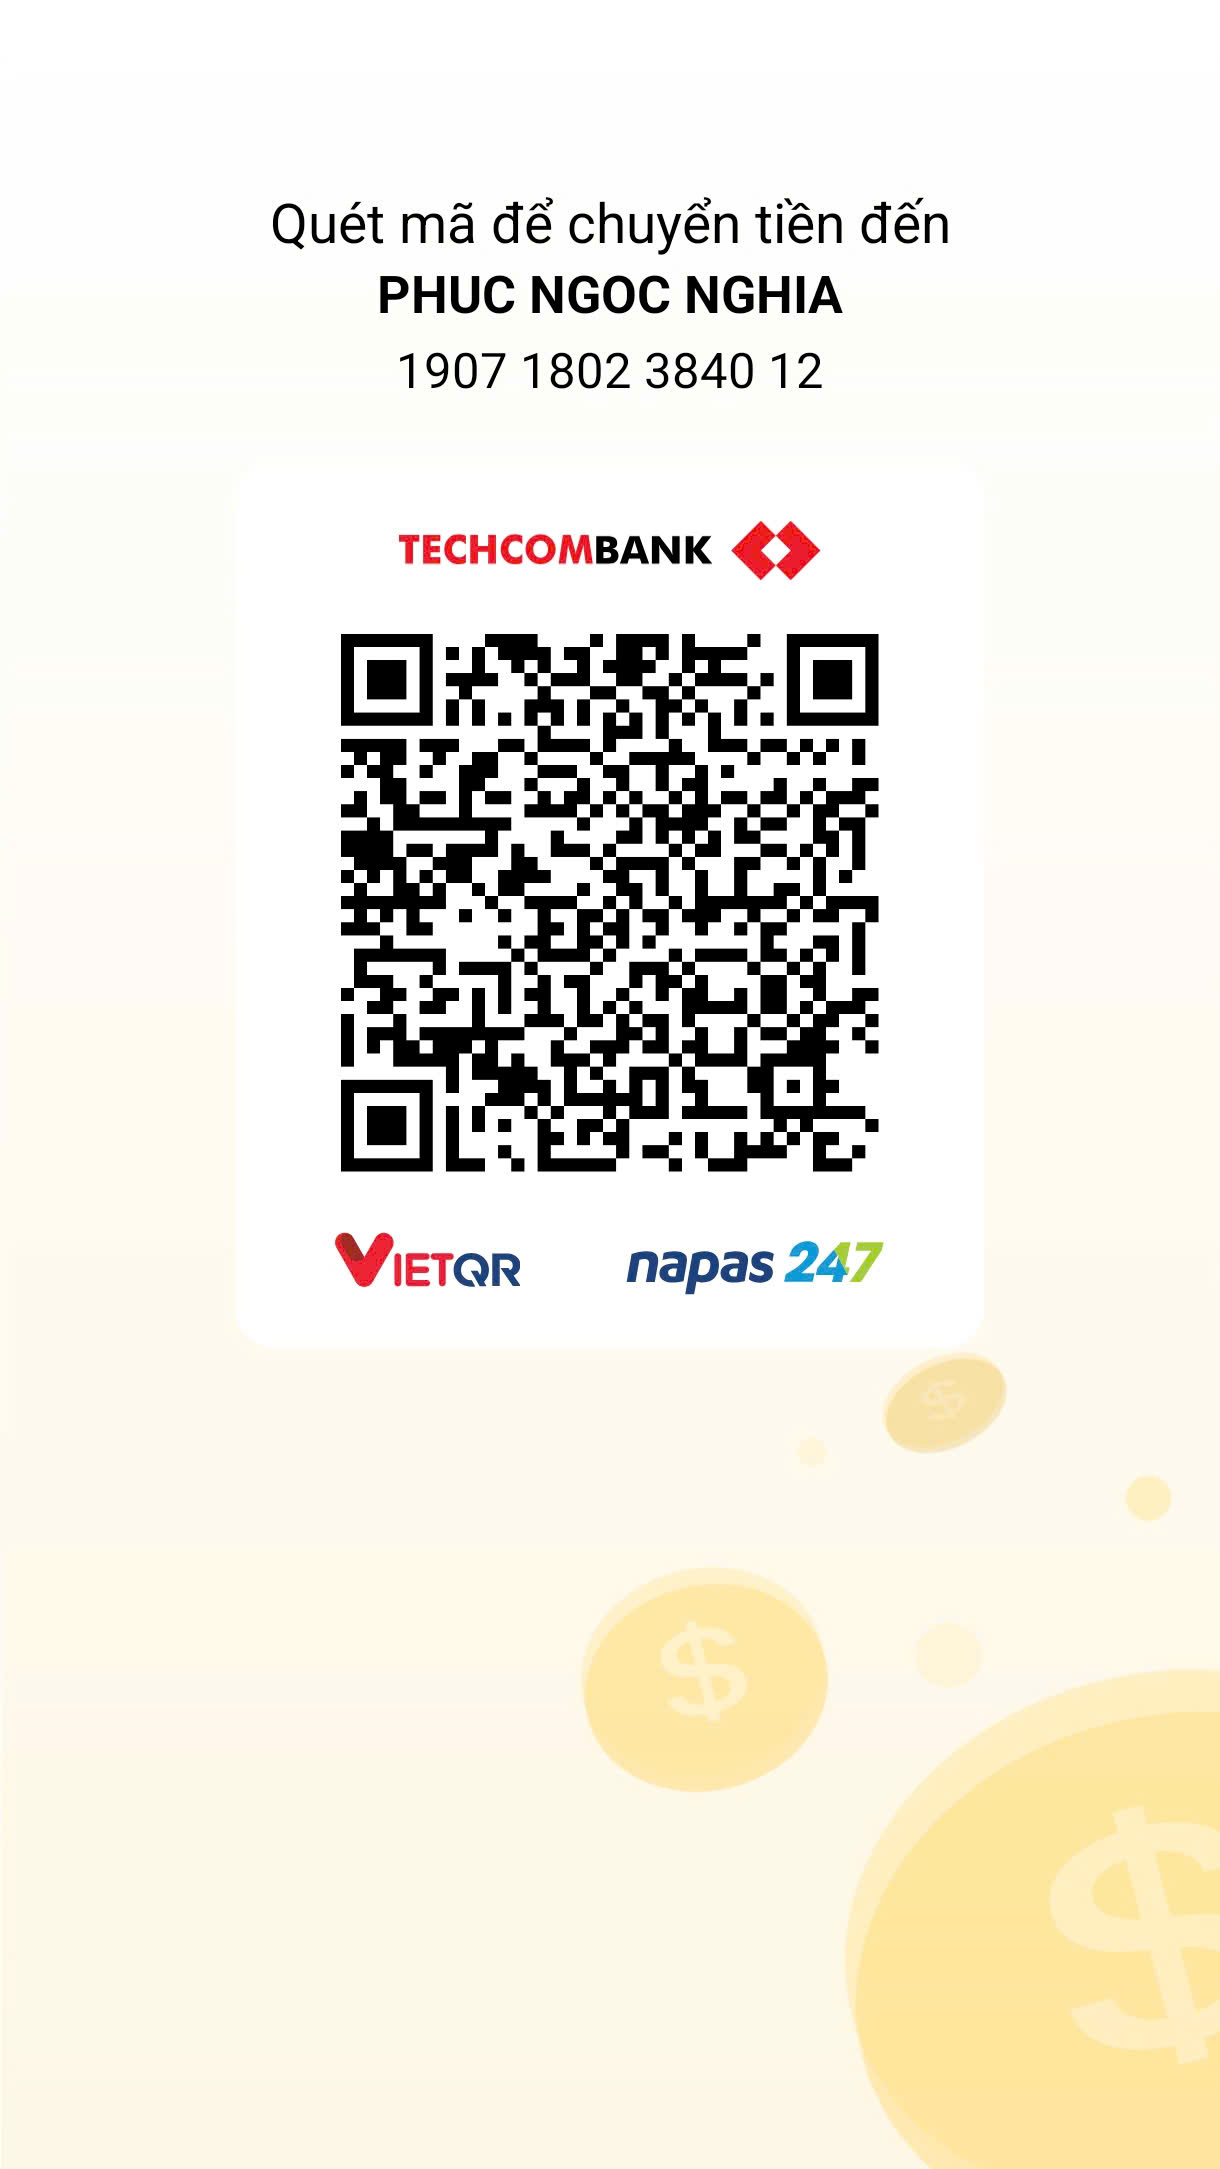 Quét mã để chuyển tiền đến
PHUC NGOC NGHIA
1907 1802 3840 12
TECHCOMBANK
VIETQR
napas 247
$
$
$